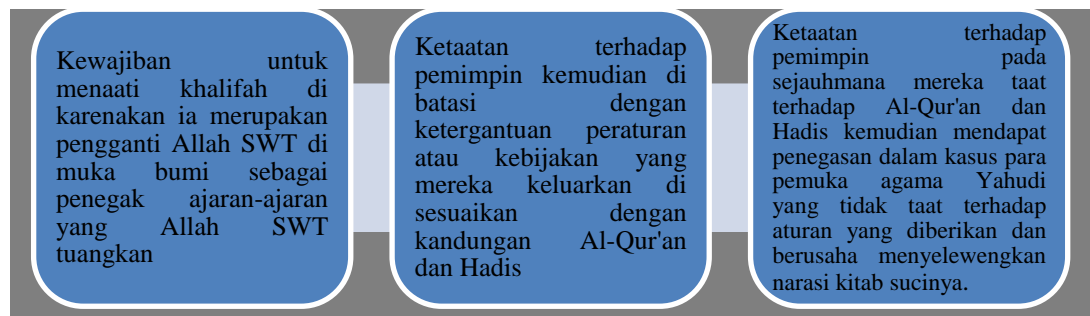 Kewajiban untuk
menaati khalifah di
karenakan ia merupakan
pengganti Allah SWT di
muka bumi sebagai
penegak ajaran-ajaran
yang Allah SWT
tuangkan
Ketaatan terhadap
pemimpin kemudian di
batasi dengan
ketergantuan peraturan
atau kebijakan yang
mereka keluarkan di
sesuaikan dengan
kandungan Al-Qur'an
dan Hadis
Ketaatan terhadap
pemimpin pada
sejauhmana mereka taat
terhadap Al-Qur'an dan
Hadis kemudian mendapat
penegasan dalam kasus para
pemuka agama Yahudi
yang tidak taat terhadap
aturan yang diberikan dan
berusaha menyelewengkan
narasi kitab sucinya.